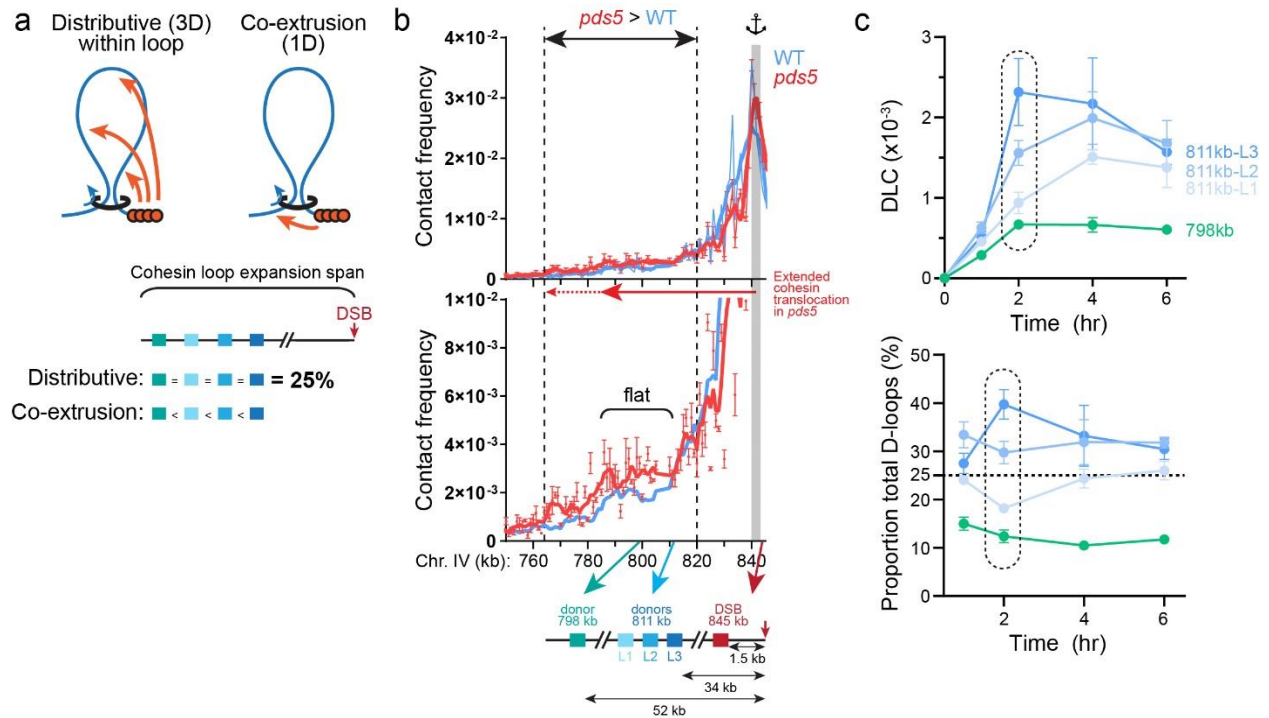 a
Distributive (3D)
within loop
Co-extrusion
(1D)
Cohesin loop expansion span
DSB
Distributive: = = = = 25%
Co-extrusion: < < <
b
pds5 > WT
WT
pds5
Contact frequency
4×10⁻²
3×10⁻²
2×10⁻²
1×10⁻²
0
Extended
cohesin
translocation
in pds5
Contact frequency
1×10⁻²
8×10⁻³
6×10⁻³
4×10⁻³
2×10⁻³
0
flat
Chr. IV (kb): 760 780 800 820 840
donor
798 kb
donors
811 kb
DSB
845 kb
L1 L2 L3
1.5 kb
34 kb
52 kb
c
DLC (x10⁻³)
3
2
1
0
0 2 4 6
Time (hr)
811kb-L3
811kb-L2
811kb-L1
798kb
Proportion total D-loops (%)
50
40
30
25
20
10
0
0 2 4 6
Time (hr)